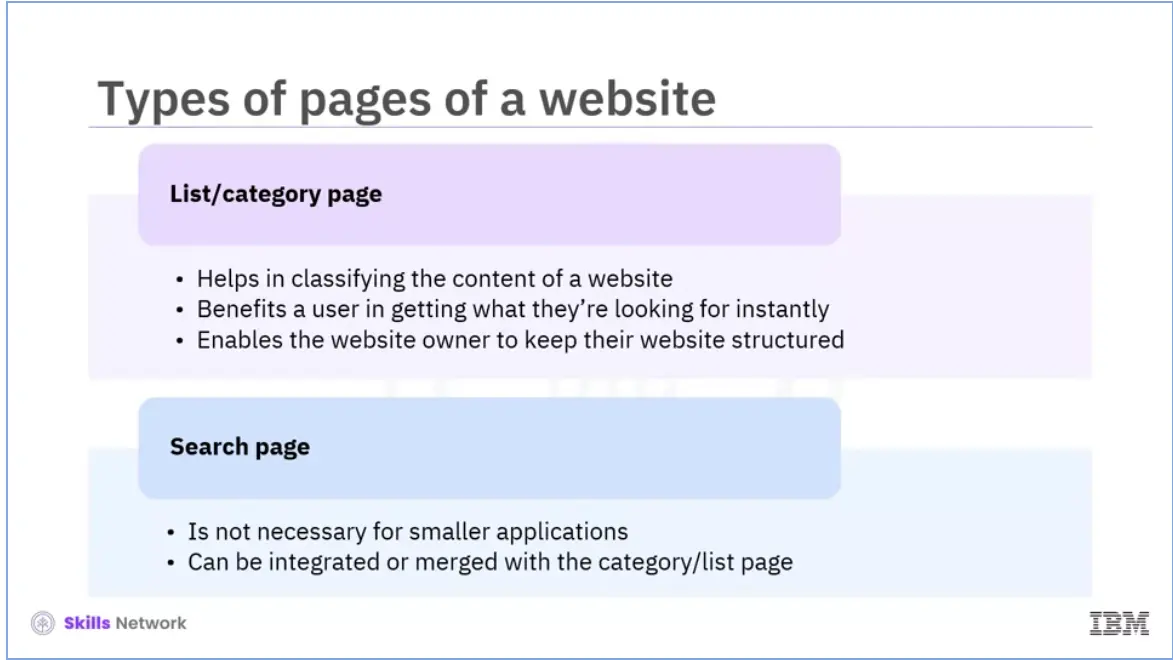 Types of pages of a website
List/category page
• Helps in classifying the content of a website
• Benefits a user in getting what they’re looking for instantly
• Enables the website owner to keep their website structured
Search page
• Is not necessary for smaller applications
• Can be integrated or merged with the category/list page
Skills Network
IBM